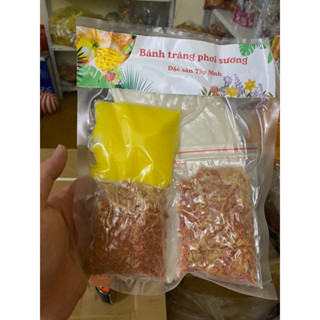 Bánh tráng phơi sương
Đặc sản Tây Ninh